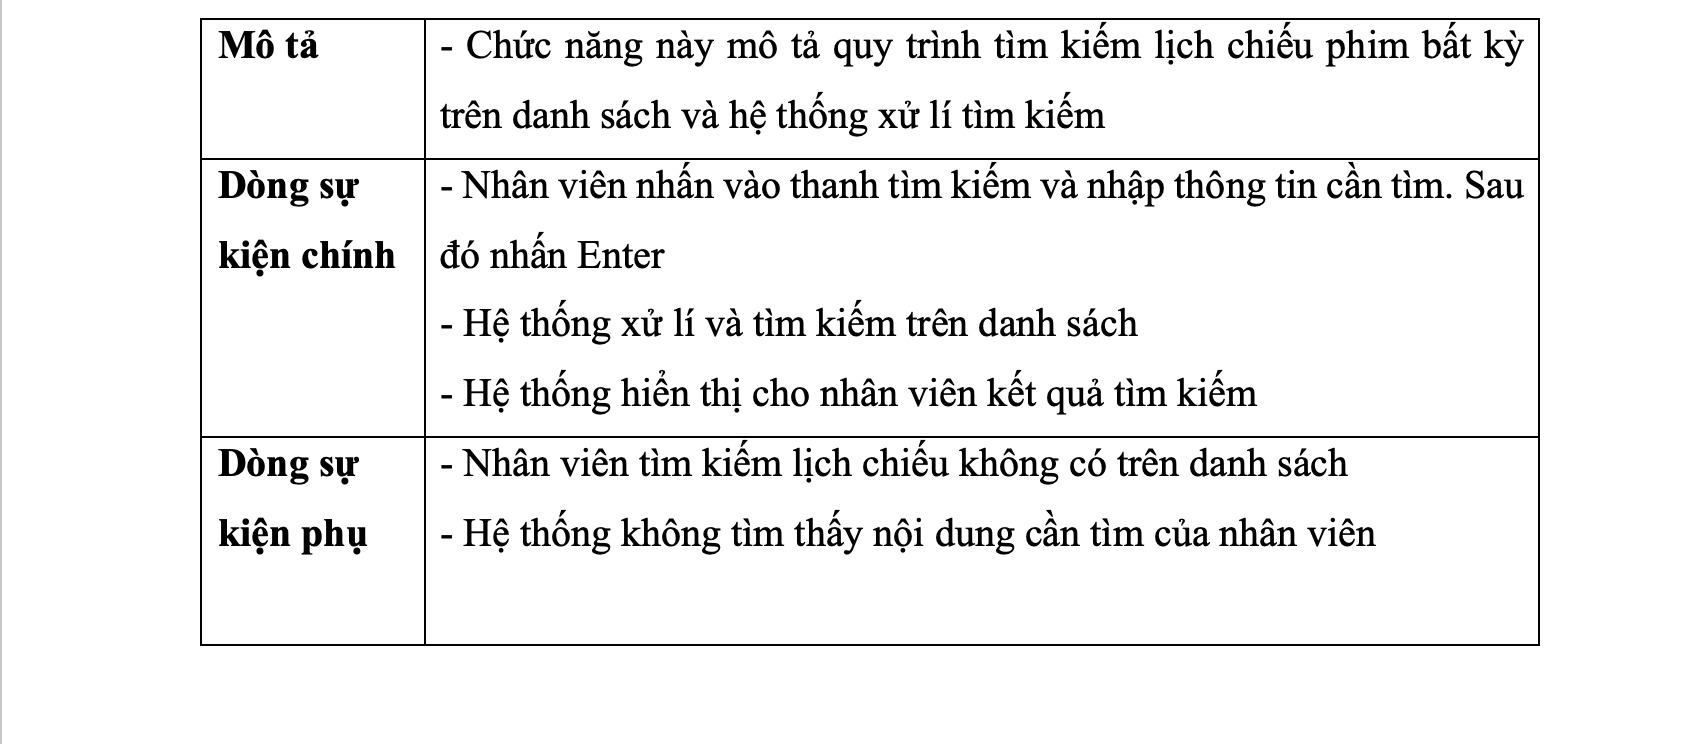 Mô tả
- Chức năng này mô tả quy trình tìm kiếm lịch chiếu phim bất kỳ
trên danh sách và hệ thống xử lí tìm kiếm
Dòng sự
kiện chính
- Nhân viên nhấn vào thanh tìm kiếm và nhập thông tin cần tìm. Sau
đó nhấn Enter
- Hệ thống xử lí và tìm kiếm trên danh sách
- Hệ thống hiển thị cho nhân viên kết quả tìm kiếm
Dòng sự
kiện phụ
- Nhân viên tìm kiếm lịch chiếu không có trên danh sách
- Hệ thống không tìm thấy nội dung cần tìm của nhân viên